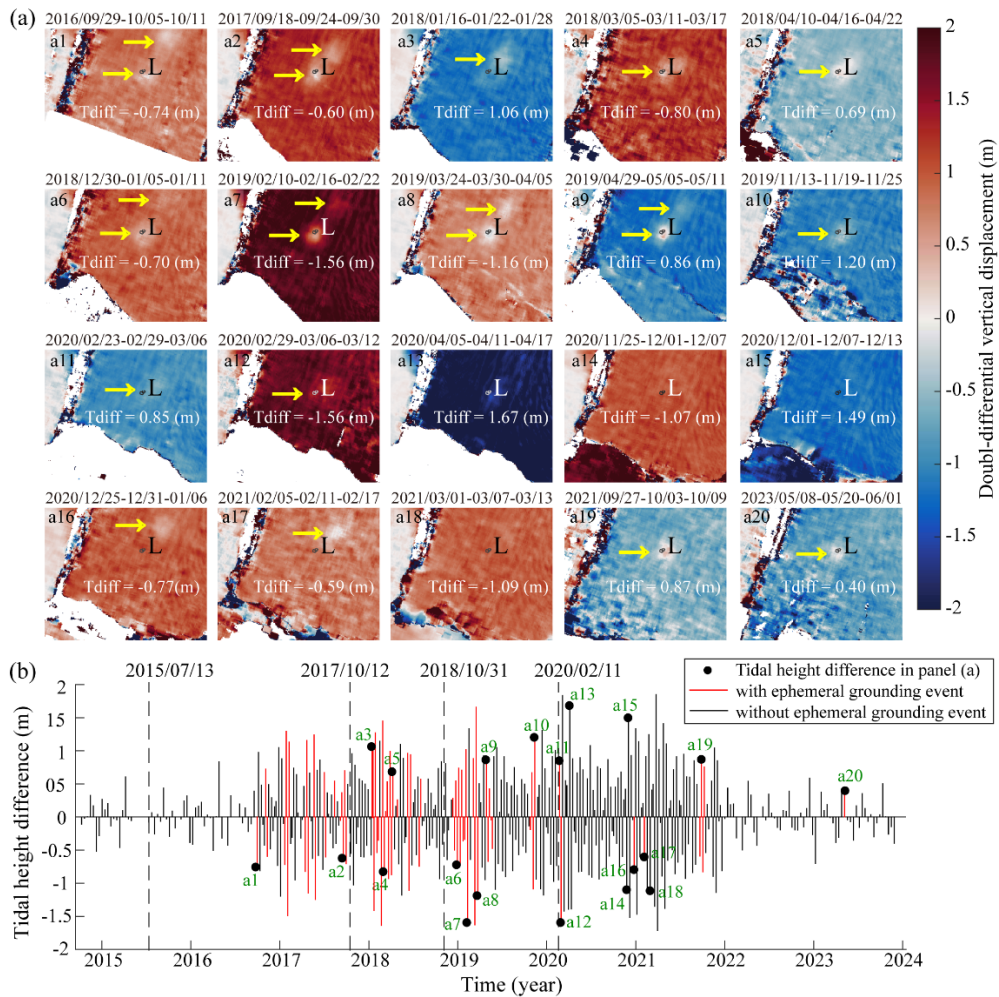 (a)
2016/09/29-10/05-10/11 2017/09/18-09/24-09/30 2018/01/16-01/22-01/28 2018/03/05-03/11-03/17 2018/04/10-04/16-04/22
a1 L Tdiff = -0.74 (m)
a2 L Tdiff = -0.60 (m)
a3 L Tdiff = 1.06 (m)
a4 L Tdiff = -0.80 (m)
a5 L Tdiff = 0.69 (m)
2018/12/30-01/05-01/11 2019/02/10-02/16-02/22 2019/03/24-03/30-04/05 2019/04/29-05/05-05/11 2019/11/13-11/19-11/25
a6 L Tdiff = -0.70 (m)
a7 L Tdiff = -1.56 (m)
a8 L Tdiff = -1.16 (m)
a9 L Tdiff = 0.86 (m)
a10 L Tdiff = 1.20 (m)
2020/02/23-02/29-03/06 2020/02/29-03/06-03/12 2020/04/05-04/11-04/17 2020/11/25-12/01-12/07 2020/12/01-12/07-12/13
a11 L Tdiff = 0.85 (m)
a12 L Tdiff = -1.56 (m)
a13 L Tdiff = 1.67 (m)
a14 L Tdiff = -1.07 (m)
a15 L Tdiff = 1.49 (m)
2020/12/25-12/31-01/06 2021/02/05-02/11-02/17 2021/03/01-03/07-03/13 2021/09/27-10/03-10/09 2023/05/08-05/20-06/01
a16 L Tdiff = -0.77 (m)
a17 L Tdiff = -0.59 (m)
a18 L Tdiff = -1.09 (m)
a19 L Tdiff = 0.87 (m)
a20 L Tdiff = 0.40 (m)
2
1.5
1
0.5
0
-0.5
-1
-1.5
-2
Doubl-differential vertical displacement (m)
(b)
2015/07/13 2017/10/12 2018/10/31 2020/02/11
Tidal height difference in panel (a)
with ephemeral grounding event
without ephemeral grounding event
Tidal height difference (m)
2
1.5
1
05
0
-0.5
-1
-1.5
-2
a1
a2
a3
a4
a5
a6
a7
a8
a9
a10
a11
a12
a13
a14
a15
a16
a17
a18
a19
a20
2015 2016 2017 2018 2019 2020 2021 2022 2023 2024
Time (year)